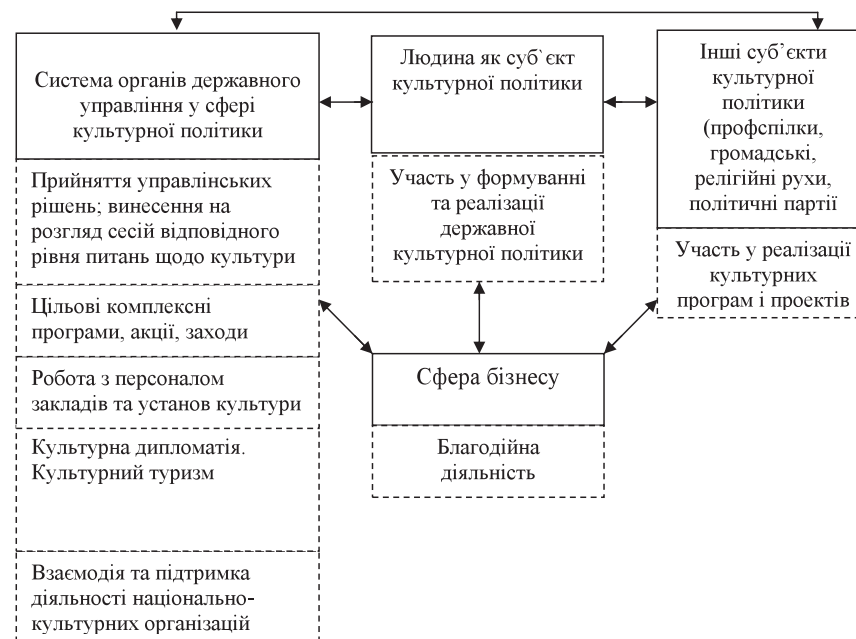 Система органів державного
управління у сфері
культурної політики
Прийняття управлінських
рішень; винесення на
розгляд сесій відповідного
рівня питань щодо культури
Цільові комплексні
програми, акції, заходи
Робота з персоналом
закладів та установ культури
Культурна дипломатія.
Культурний туризм
Взаємодія та підтримка
діяльності національно-
культурних організацій
Людина як суб`єкт
культурної політики
Участь у формуванні
та реалізації
державної
культурної політики
Сфера бізнесу
Благодійна
діяльність
Інші суб’єкти
культурної
політики
(профспілки,
громадські,
релігійні рухи,
політичні партії
Участь у реалізації
культурних
програм і проектів